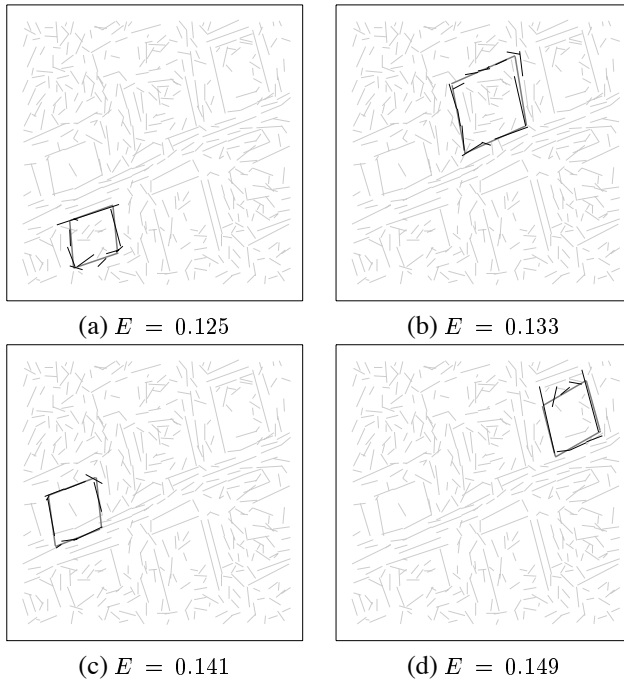 (a) E = 0.125
(b) E = 0.133
(c) E = 0.141
(d) E = 0.149